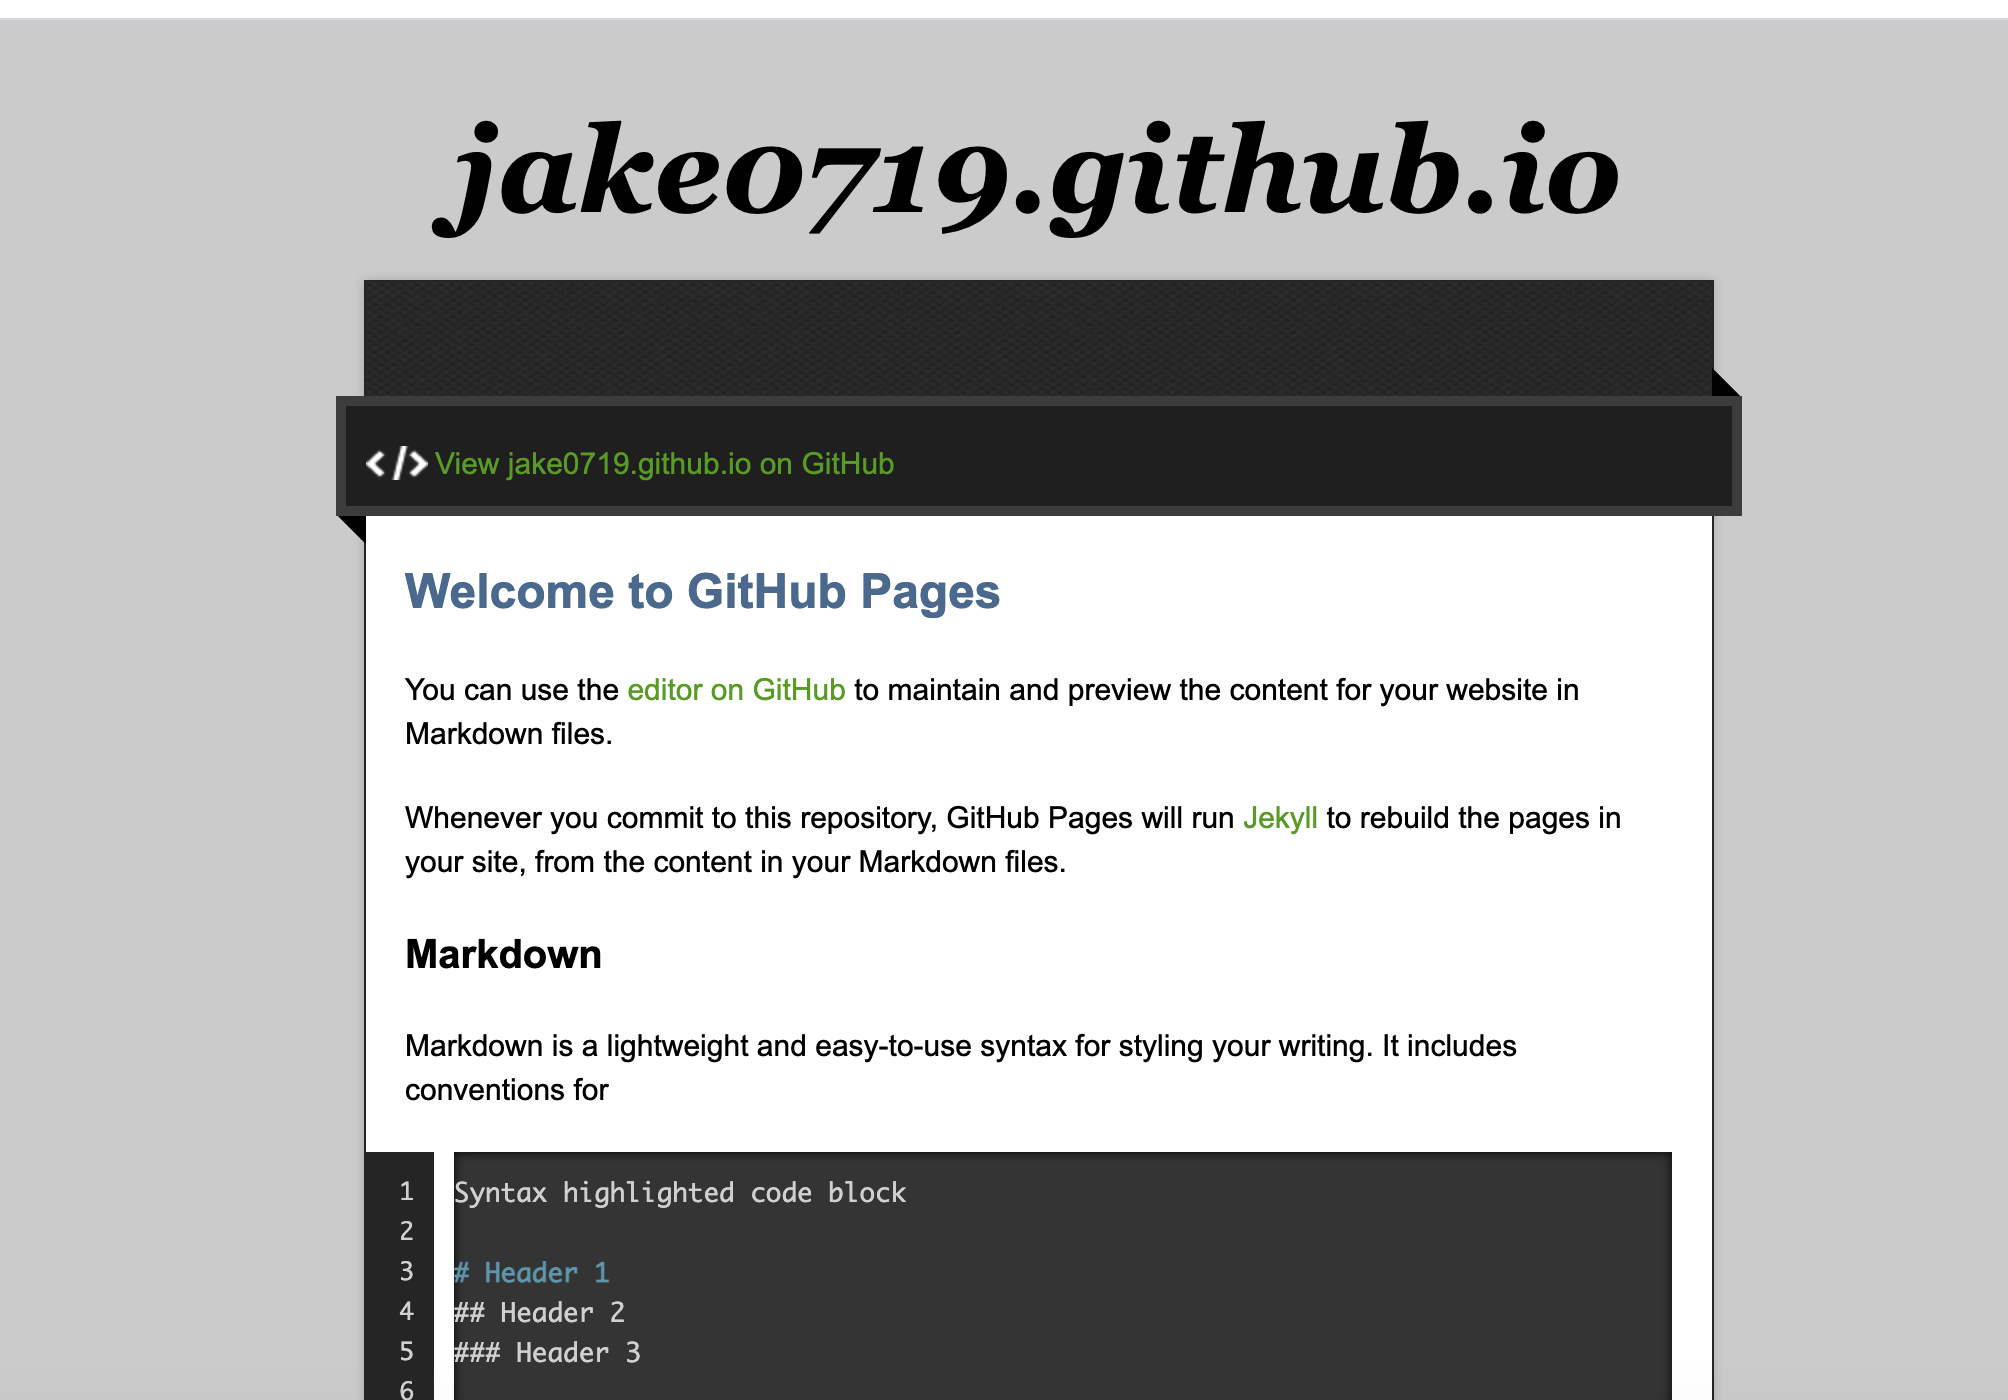 jake0719.github.io
</> View jake0719.github.io on GitHub
Welcome to GitHub Pages
You can use the editor on GitHub to maintain and preview the content for your website in
Markdown files.
Whenever you commit to this repository, GitHub Pages will run Jekyll to rebuild the pages in
your site, from the content in your Markdown files.
Markdown
Markdown is a lightweight and easy-to-use syntax for styling your writing. It includes
conventions for
1 Syntax highlighted code block
2
3 # Header 1
4 ## Header 2
5 ### Header 3
6